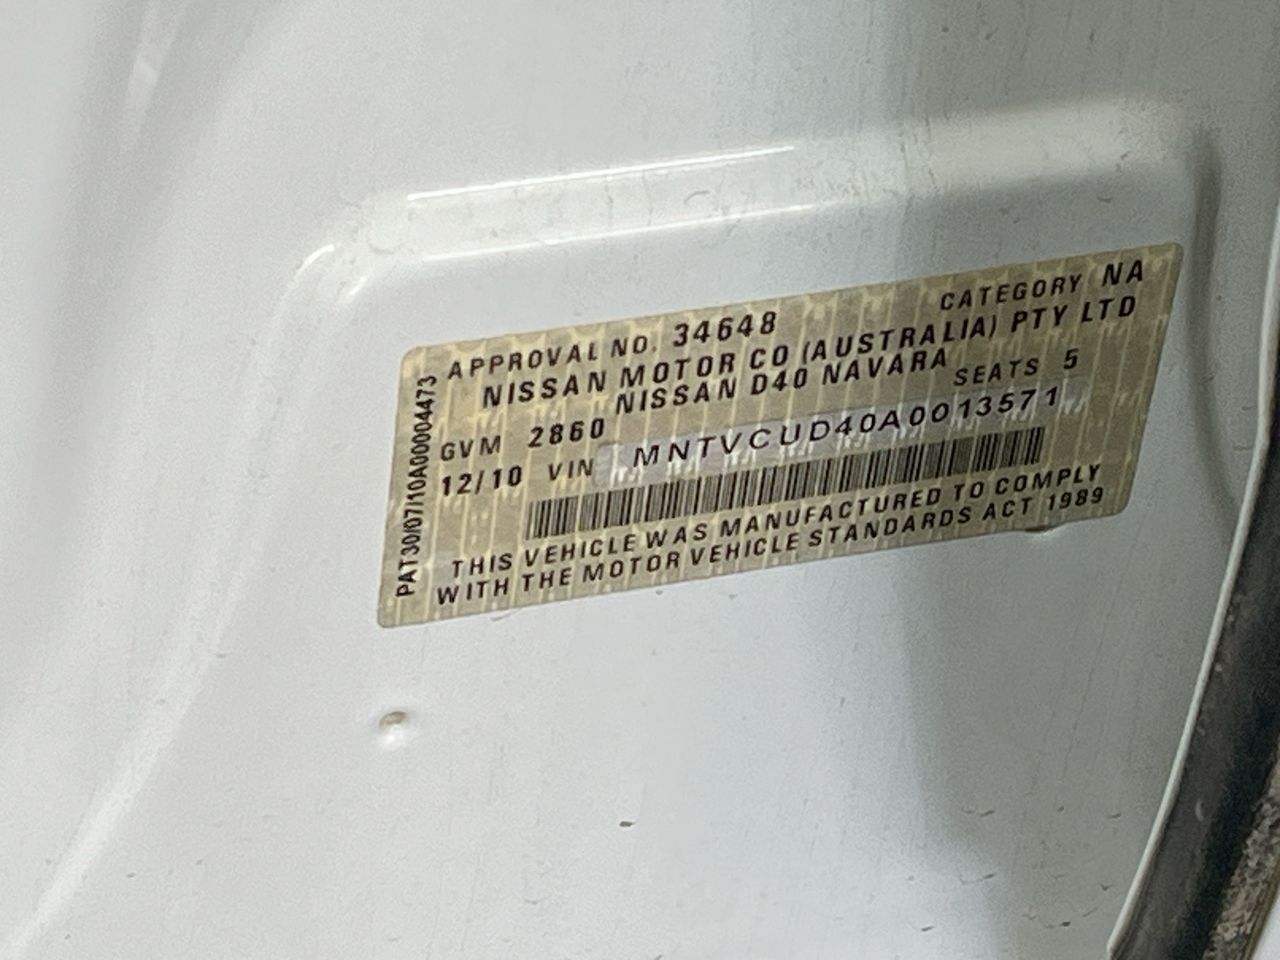 APPROVAL NO. 34648 CATEGORY NA
NISSAN MOTOR CO (AUSTRALIA) PTY LTD
NISSAN D40 NAVARA
GVM 2860 SEATS 5
12/10 VIN MNTVCUD40A0013571
THIS VEHICLE WAS MANUFACTURED TO COMPLY
WITH THE MOTOR VEHICLE STANDARDS ACT 1989
PAT30/07/10A00004473